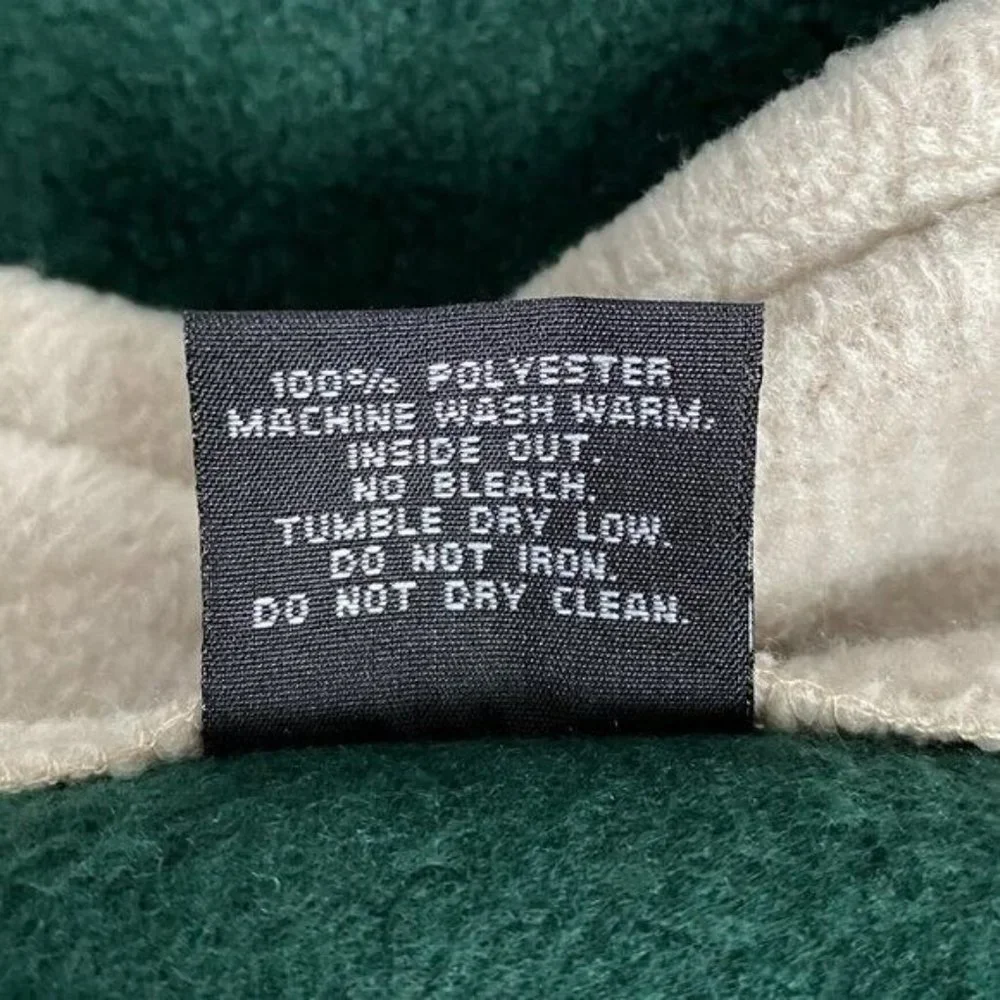 100% POLYESTER
MACHINE WASH WARM.
INSIDE OUT.
NO BLEACH.
TUMBLE DRY LOW.
DO NOT IRON.
DO NOT DRY CLEAN.